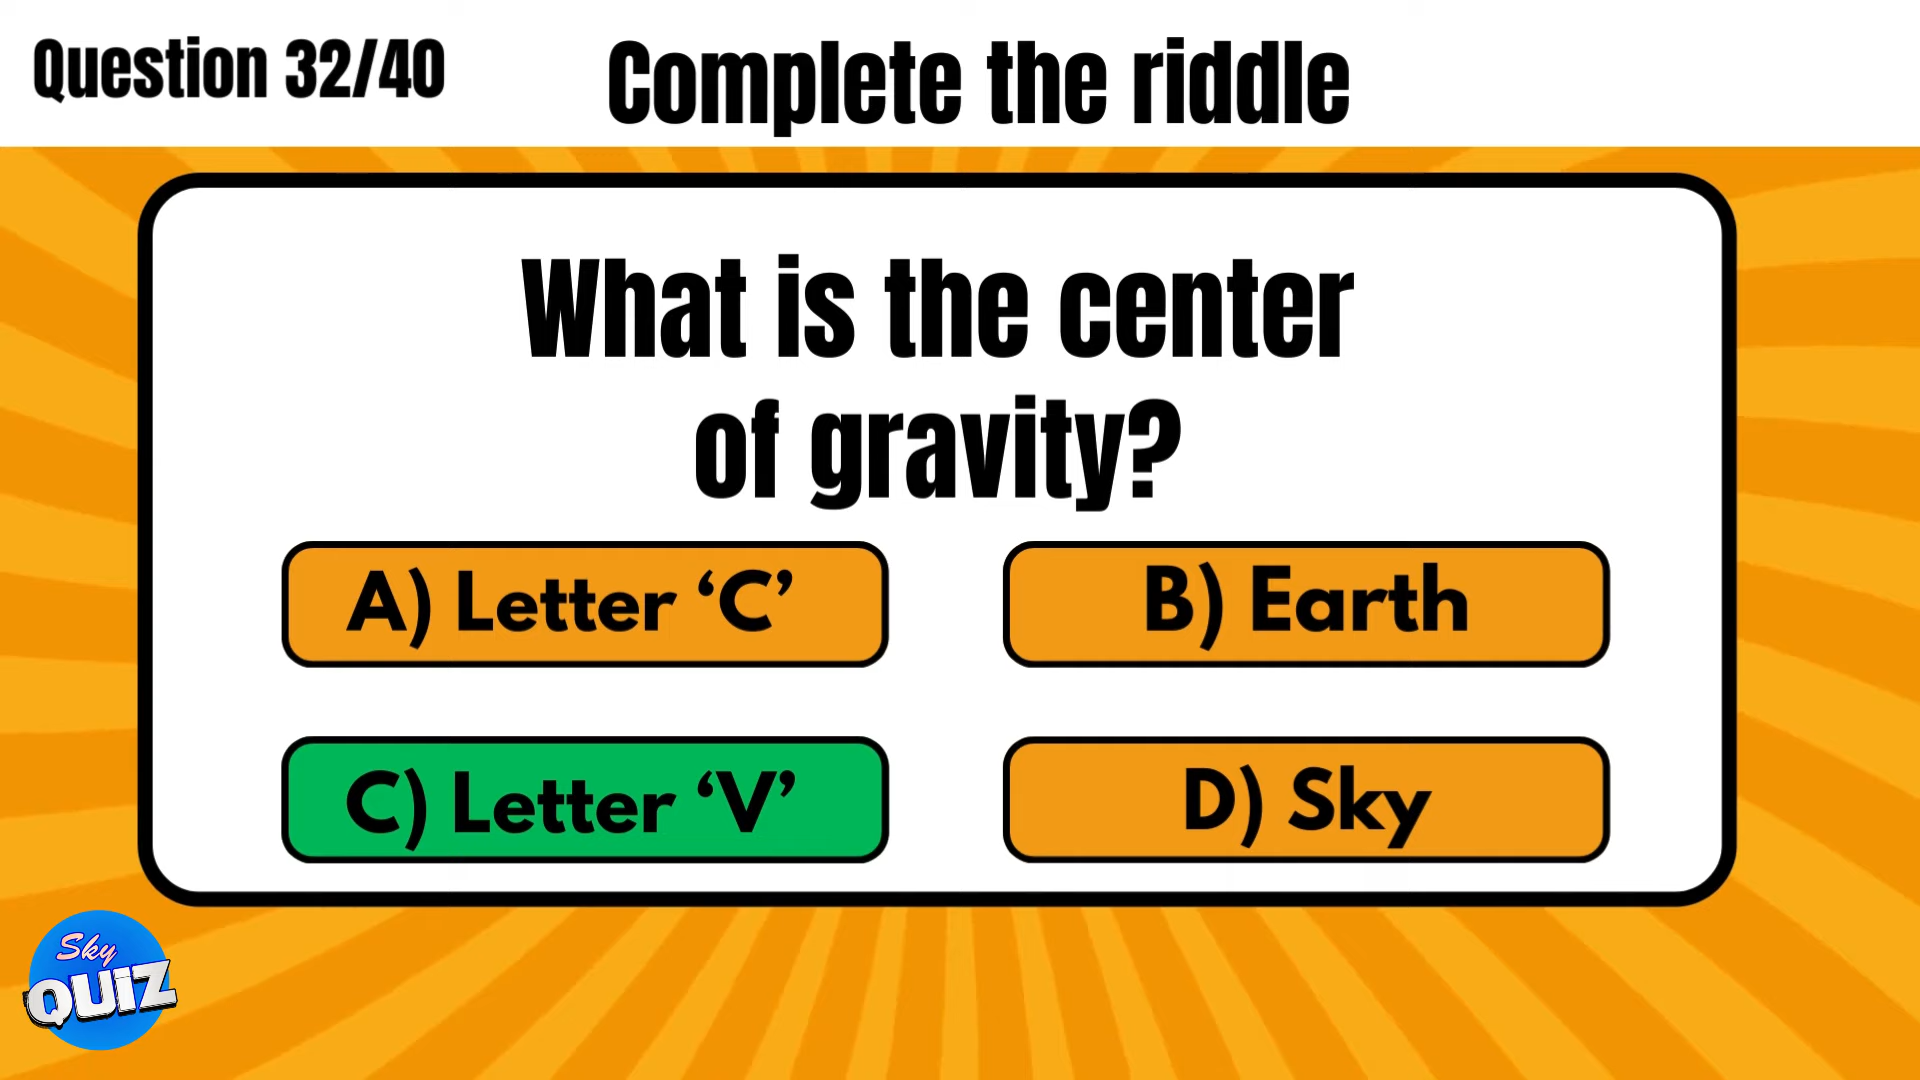 Question 32/40
Complete the riddle
What is the center
of gravity?
A) Letter ‘C’
B) Earth
C) Letter ‘V’
D) Sky
Sky
QUIZ